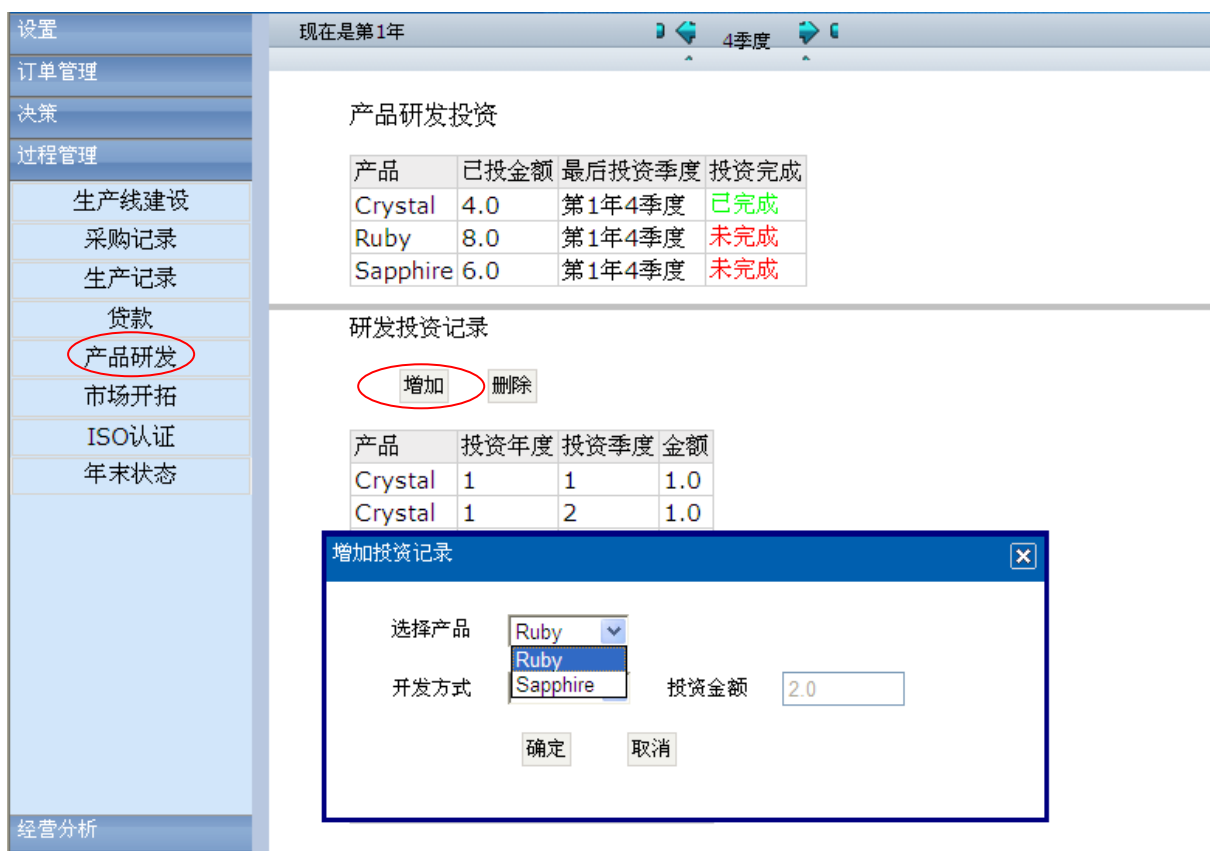 设置
订单管理
决策
过程管理
生产线建设
采购记录
生产记录
贷款
产品研发
市场开拓
ISO认证
年末状态
经营分析
现在是第1年
4季度
产品研发投资
产品 已投金额 最后投资季度 投资完成
Crystal 4.0 第1年4季度 已完成
Ruby 8.0 第1年4季度 未完成
Sapphire 6.0 第1年4季度 未完成
研发投资记录
增加 删除
产品 投资年度 投资季度 金额
Crystal 1 1 1.0
Crystal 1 2 1.0
增加投资记录
选择产品 Ruby
Ruby
开发方式 Sapphire 投资金额 2.0
确定 取消